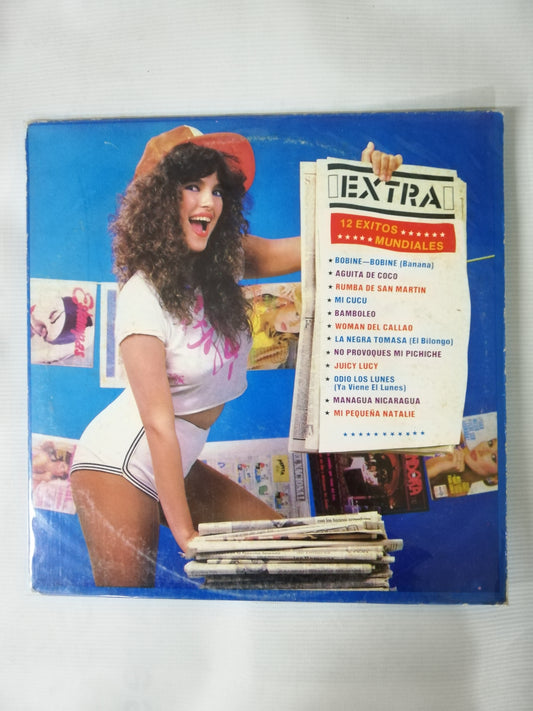 EXTRA
12 EXITOS
MUNDIALES
BOBINE—BOBINE (Banana)
AGUITA DE COCO
RUMBA DE SAN MARTIN
MI CUCU
BAMBOLEO
WOMAN DEL CALLAO
LA NEGRA TOMASA (El Bilongo)
NO PROVOQUES MI PICHICHE
JUICY LUCY
ODIO LOS LUNES
(Ya Viene El Lunes)
MANAGUA NICARAGUA
MI PEQUEÑA NATALIE